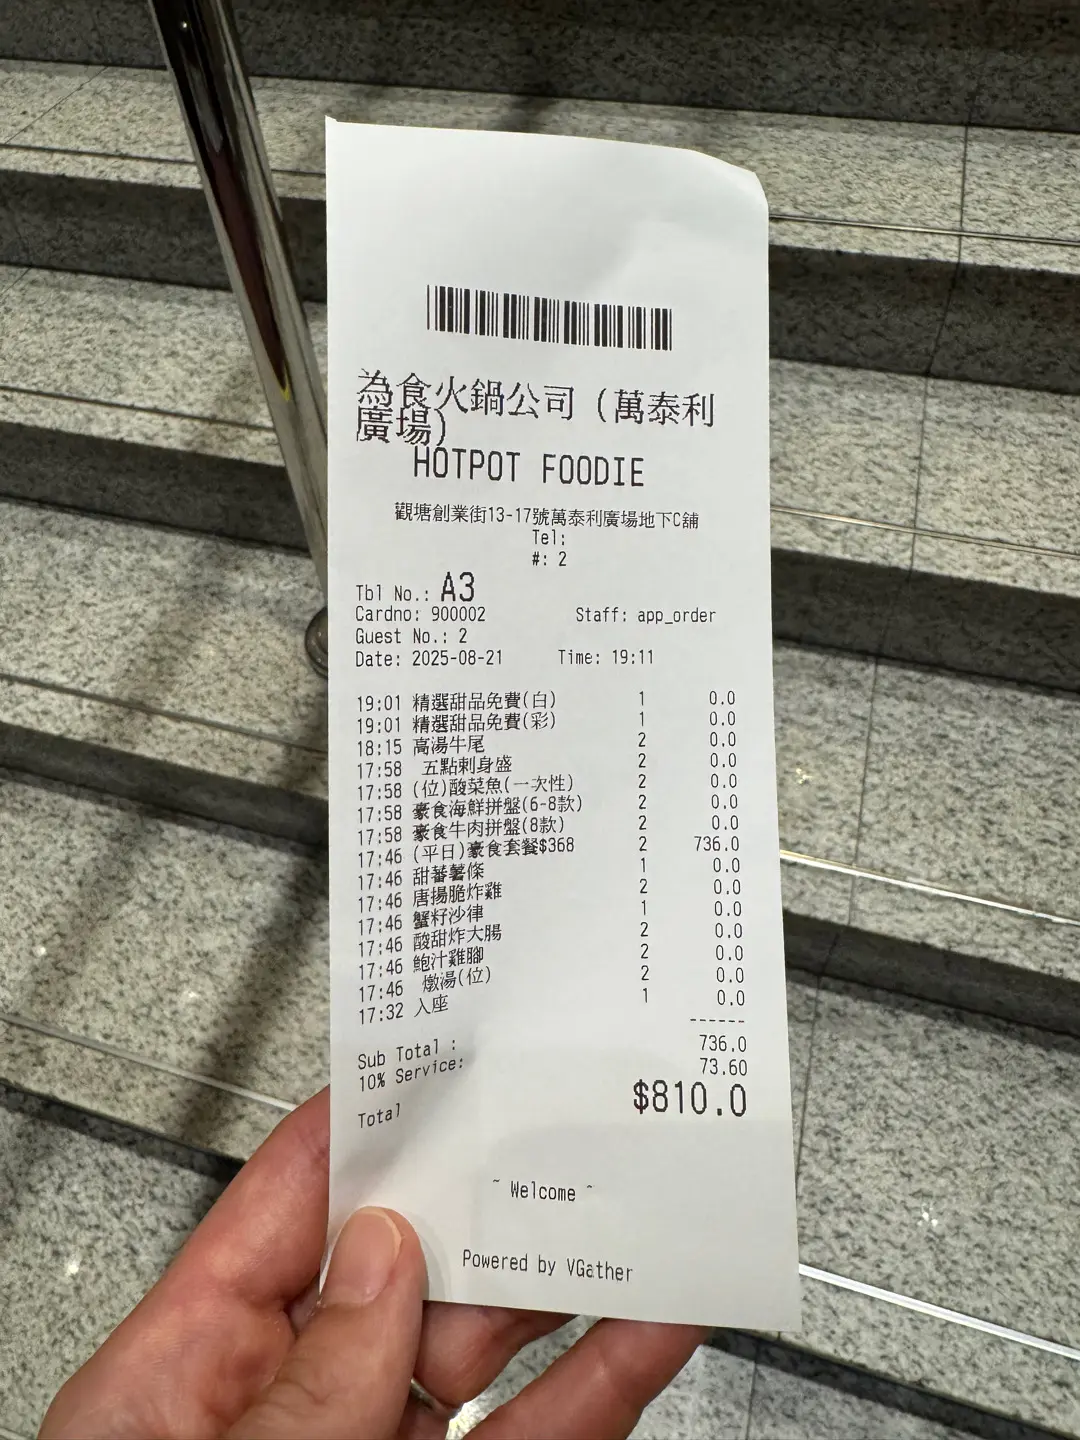 為食火鍋公司（萬泰利
廣場)
HOTPOT FOODIE
觀塘創業街13-17號萬泰利廣場地下C舖
Tel:
#: 2
Tbl No.: A3
Cardno: 900002 Staff: app_order
Guest No.: 2
Date: 2025-08-21 Time: 19:11
19:01 精選甜品免費(白) 1 0.0
19:01 精選甜品免費(彩) 1 0.0
18:15 高湯牛尾 2 0.0
17:58 五點刺身盛 2 0.0
17:58 (位)酸菜魚(一次性) 2 0.0
17:58 豪食海鮮拼盤(6-8款) 2 0.0
17:58 豪食牛肉拼盤(8款) 2 0.0
17:46 (平日)豪食套餐$368 2 736.0
17:46 甜蕃薯條 1 0.0
17:46 唐揚脆炸雞 2 0.0
17:46 蟹籽沙律 1 0.0
17:46 酸甜炸大腸 2 0.0
17:46 鮑汁雞腳 2 0.0
17:46 燉湯(位) 2 0.0
17:32 入座 1 0.0
------
Sub Total : 736.0
10% Service: 73.60
Total $810.0
~ Welcome ~
Powered by VGather